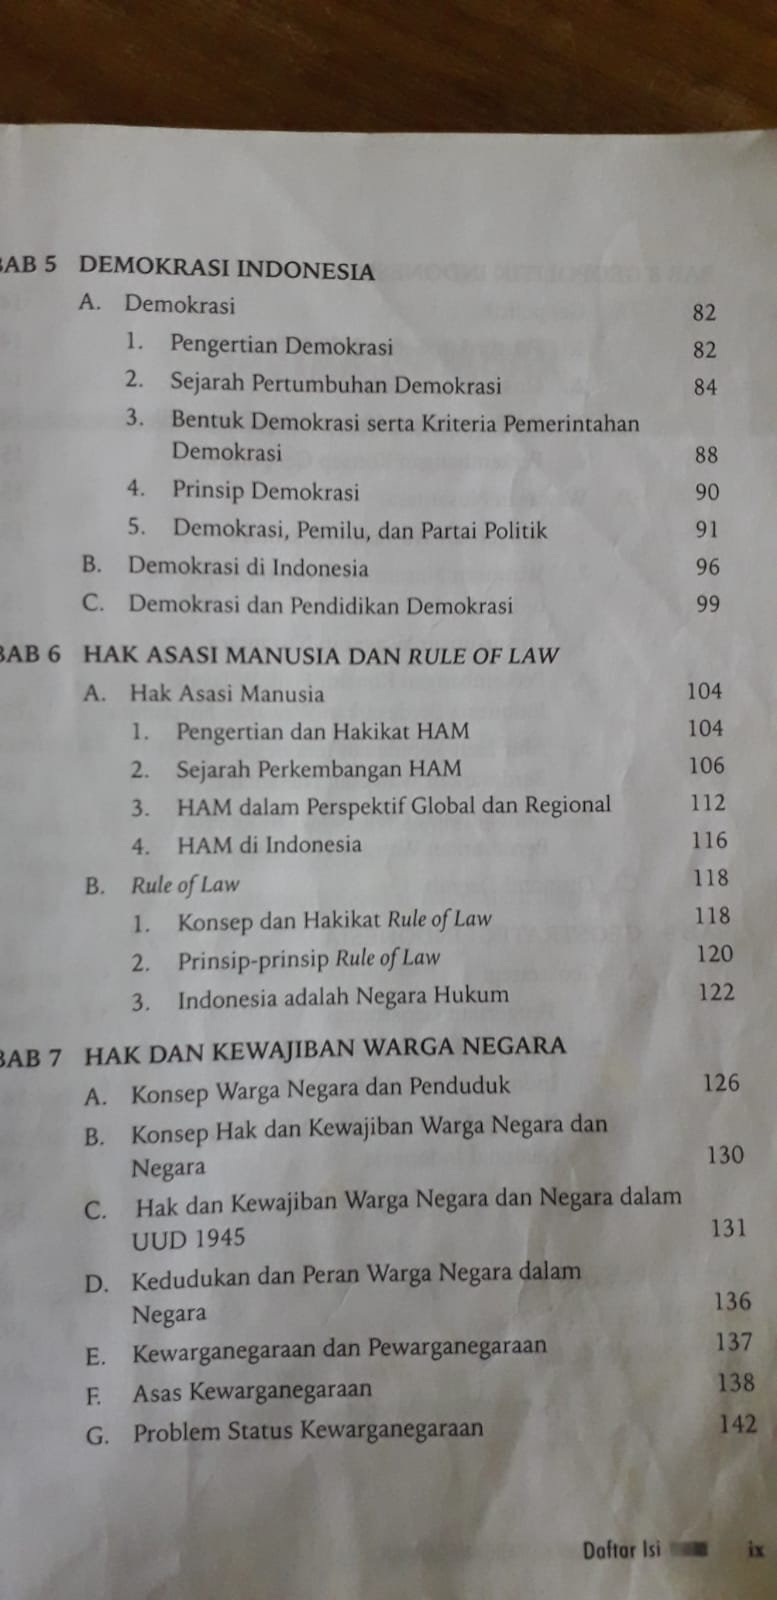 BAB 5 DEMOKRASI INDONESIA
A. Demokrasi 82
1. Pengertian Demokrasi 82
2. Sejarah Pertumbuhan Demokrasi 84
3. Bentuk Demokrasi serta Kriteria Pemerintahan
Demokrasi 88
4. Prinsip Demokrasi 90
5. Demokrasi, Pemilu, dan Partai Politik 91
B. Demokrasi di Indonesia 96
C. Demokrasi dan Pendidikan Demokrasi 99
BAB 6 HAK ASASI MANUSIA DAN RULE OF LAW
A. Hak Asasi Manusia 104
1. Pengertian dan Hakikat HAM 104
2. Sejarah Perkembangan HAM 106
3. HAM dalam Perspektif Global dan Regional 112
4. HAM di Indonesia 116
B. Rule of Law 118
1. Konsep dan Hakikat Rule of Law 118
2. Prinsip-prinsip Rule of Law 120
3. Indonesia adalah Negara Hukum 122
BAB 7 HAK DAN KEWAJIBAN WARGA NEGARA
A. Konsep Warga Negara dan Penduduk 126
B. Konsep Hak dan Kewajiban Warga Negara dan
Negara 130
C. Hak dan Kewajiban Warga Negara dan Negara dalam
UUD 1945 131
D. Kedudukan dan Peran Warga Negara dalam
Negara 136
E. Kewarganegaraan dan Pewarganegaraan 137
F. Asas Kewarganegaraan 138
G. Problem Status Kewarganegaraan 142
Daftar Isi ix